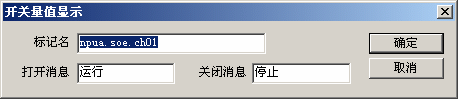 开关量值显示
标记名 npua.soe.ch01 确定
打开消息 运行 关闭消息 停止 取消